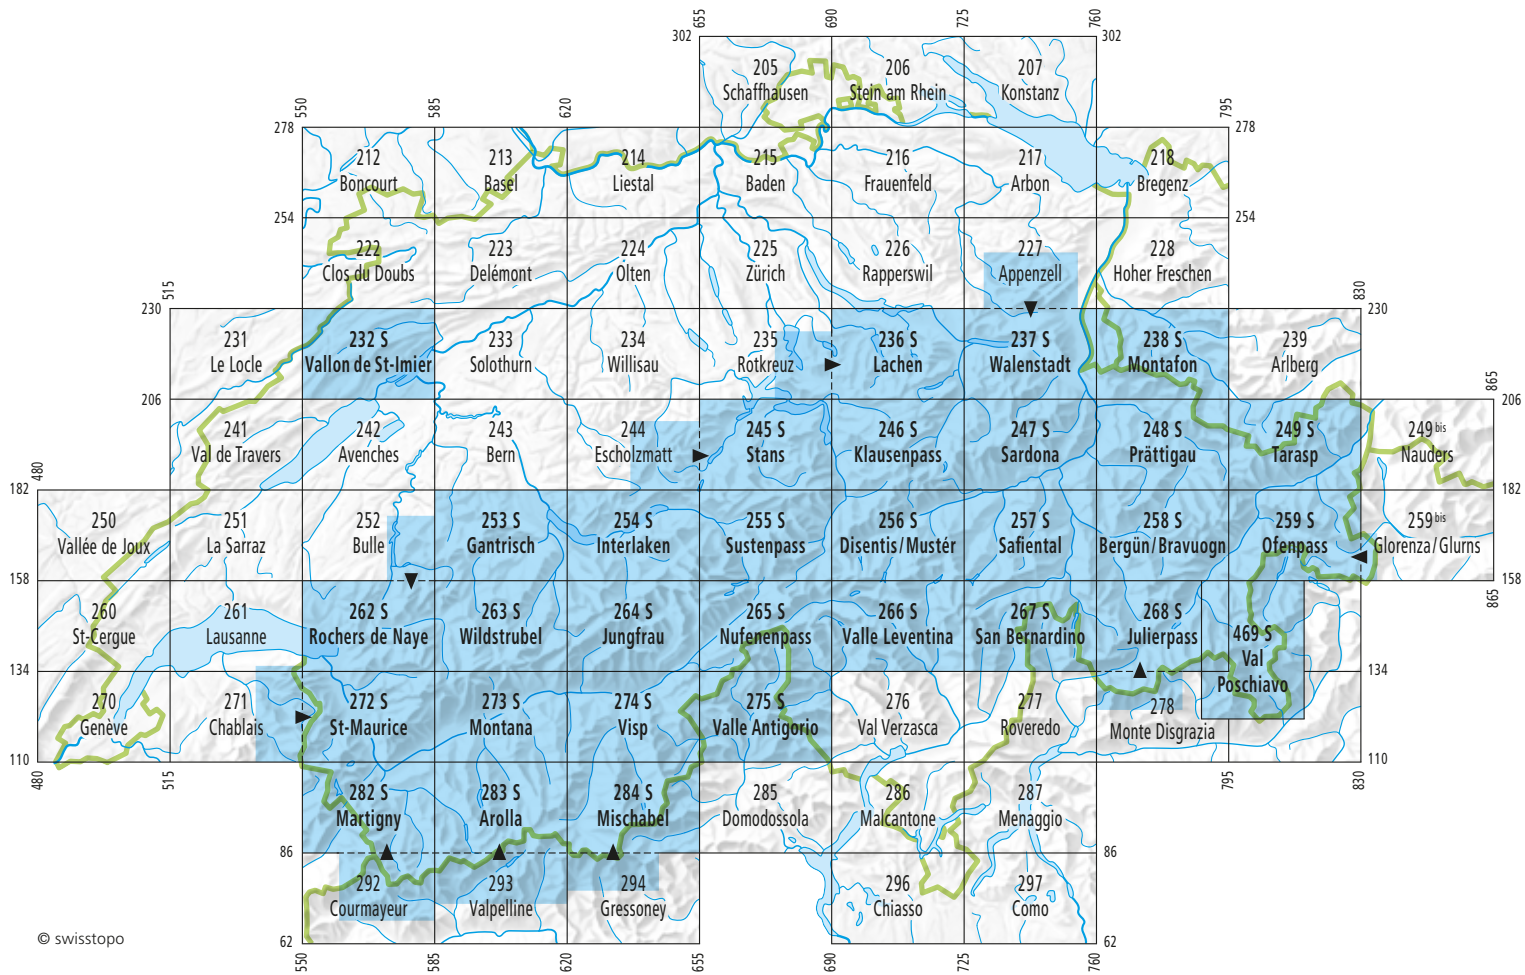 655
690
725
760
302
302
205
206
207
Schaffhausen
Stein am Rhein
Konstanz
550
585
620
795
278
278
212
213
214
215
216
217
218
Boncourt
Basel
Liestal
Baden
Frauenfeld
Arbon
Bregenz
254
254
222
223
224
225
226
227
228
Clos du Doubs
Delémont
Olten
Zürich
Rapperswil
Appenzell
Hoher Freschen
515
830
230
230
231
232 S
233
234
235
236 S
237 S
238 S
239
Le Locle
Vallon de St-Imier
Solothurn
Willisau
Rotkreuz
Lachen
Walenstadt
Montafon
Arlberg
865
206
206
241
242
243
244
245 S
246 S
247 S
248 S
249 S
249 bis
Val de Travers
Avenches
Bern
Escholzmatt
Stans
Klausenpass
Sardona
Prättigau
Tarasp
Nauders
480
182
182
250
251
252
253 S
254 S
255 S
256 S
257 S
258 S
259 S
259 bis
Vallée de Joux
La Sarraz
Bulle
Gantrisch
Interlaken
Sustenpass
Disentis/Mustér
Safiental
Bergün/Bravuogn
Ofenpass
Glorenza/Glurns
158
158
865
260
261
262 S
263 S
264 S
265 S
266 S
267 S
268 S
469 S
St-Cergue
Lausanne
Rochers de Naye
Wildstrubel
Jungfrau
Nufenenpass
Valle Leventina
San Bernardino
Julierpass
Val
Poschiavo
134
134
270
271
272 S
273 S
274 S
275 S
276
277
278
Genève
Chablais
St-Maurice
Montana
Visp
Valle Antigorio
Val Verzasca
Roveredo
Monte Disgrazia
110
110
480
515
795
830
282 S
283 S
284 S
285
286
287
Martigny
Arolla
Mischabel
Domodossola
Malcantone
Menaggio
86
86
292
293
294
296
297
Courmayeur
Valpelline
Gressoney
Chiasso
Como
© swisstopo
62
62
550
585
620
655
690
725
760